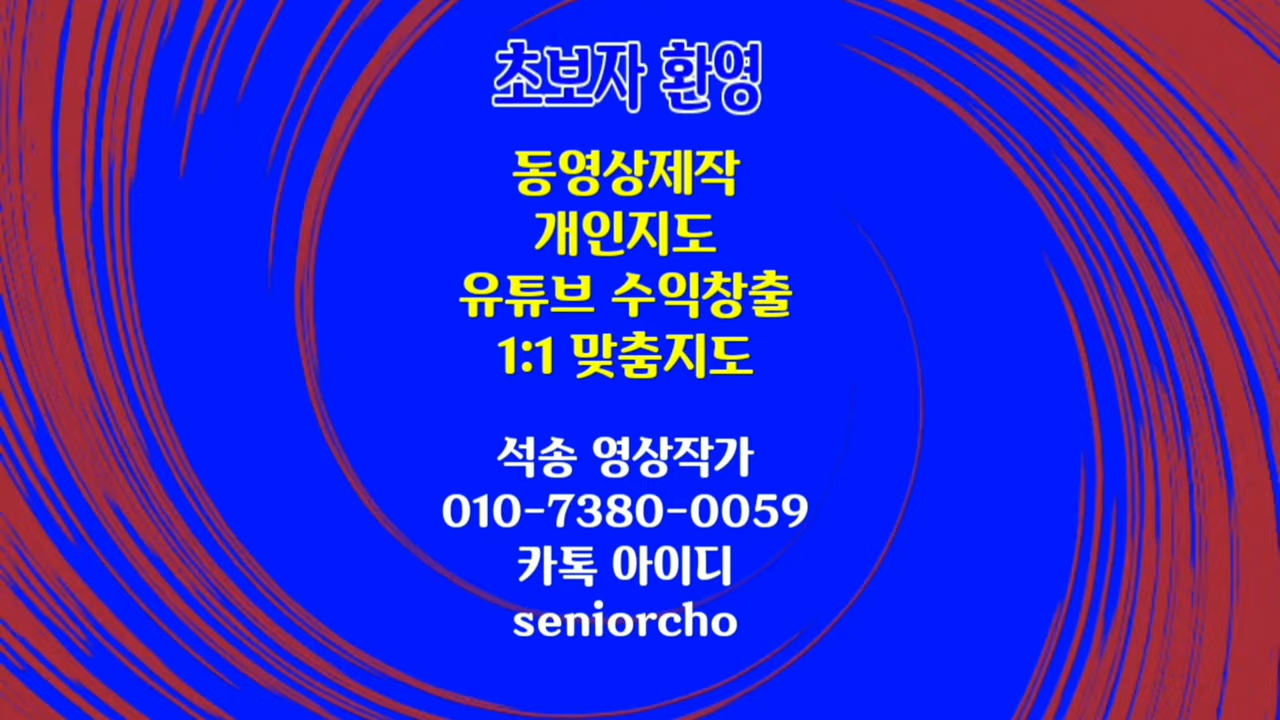 초보자 환영
동영상제작
개인지도
유튜브 수익창출
1:1 맞춤지도
석송 영상작가
010-7380-0059
카톡 아이디
seniorcho